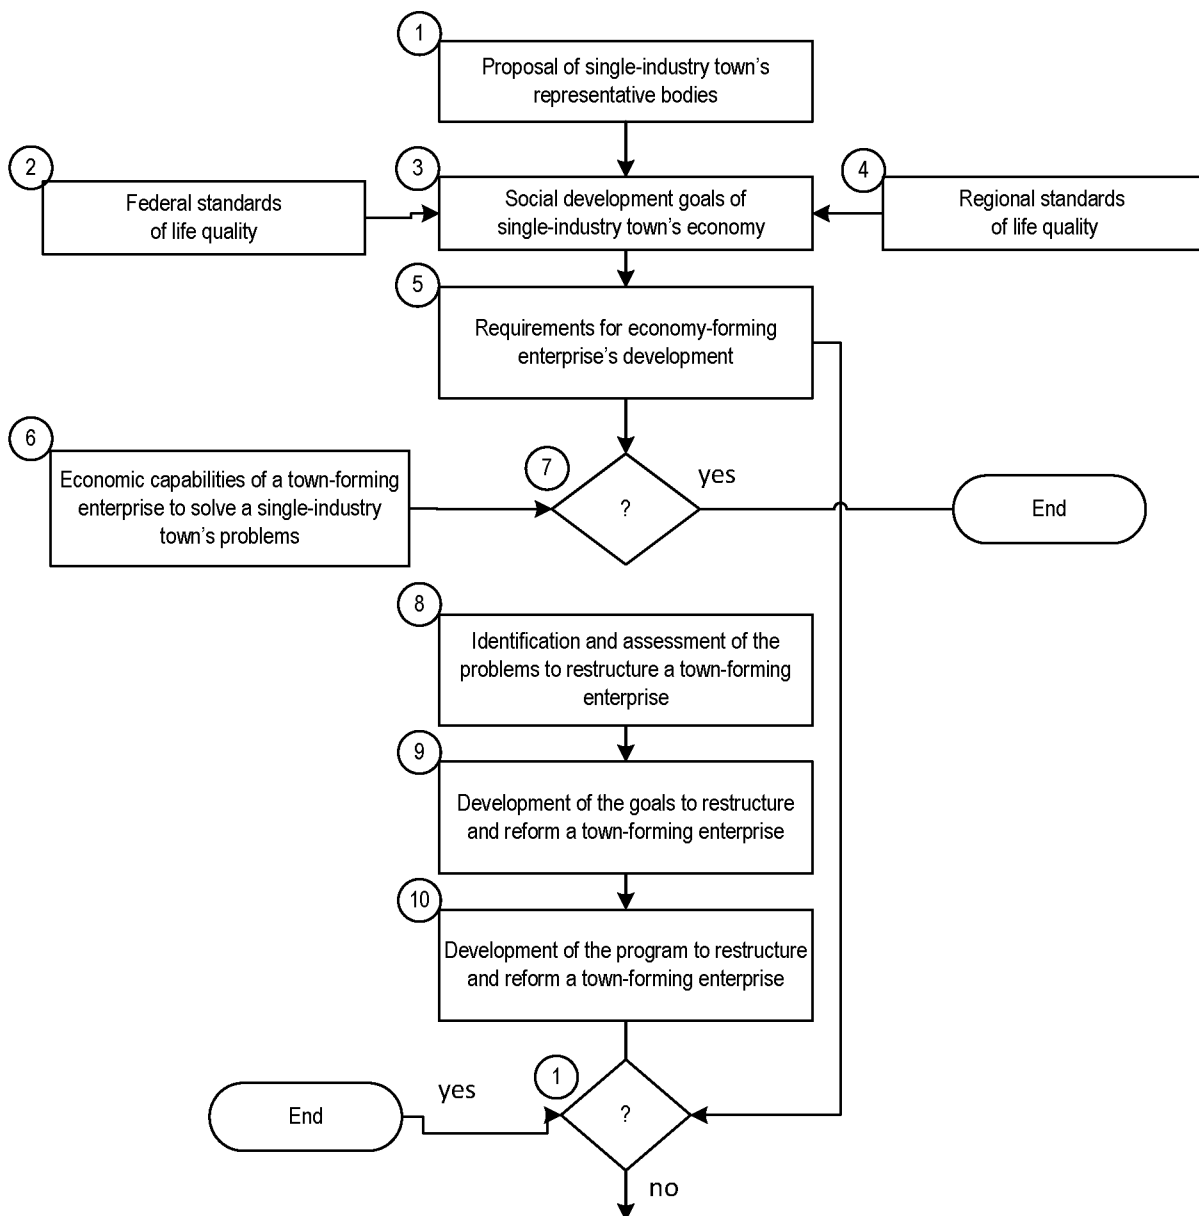 1
Proposal of single-industry town's
representative bodies
2
Federal standards
of life quality
3
Social development goals of
single-industry town's economy
4
Regional standards
of life quality
5
Requirements for economy-forming
enterprise's development
6
Economic capabilities of a town-forming
enterprise to solve a single-industry
town's problems
7
?
yes
End
8
Identification and assessment of the
problems to restructure a town-forming
enterprise
9
Development of the goals to restructure
and reform a town-forming enterprise
10
Development of the program to restructure
and reform a town-forming enterprise
End
yes
1
?
no